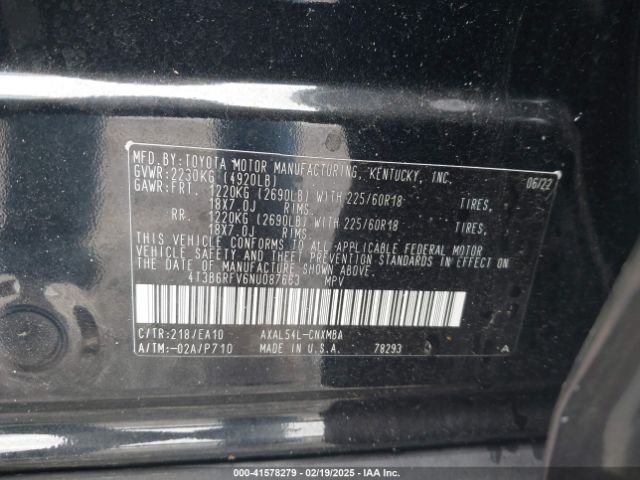 MFD. BY: TOYOTA MOTOR MANUFACTURING, KENTUCKY, INC. 06/22
GVWR: 2230KG (4920LB)
GAWR: FRT. 1220KG (2690LB) WITH 225/60R18 TIRES,
18X7.0J RIMS.
RR. 1220KG (2690LB) WITH 225/60R18 TIRES,
18X7.0J RIMS.
THIS VEHICLE CONFORMS TO ALL APPLICABLE FEDERAL MOTOR
VEHICLE SAFETY AND THEFT PREVENTION STANDARDS IN EFFECT
ON THE DATE OF MANUFACTURE SHOWN ABOVE.
4T3B6RFV6NU087663 MPV
C/TR: 218/EA10 AXAL54L-CNXMBA
A/TM: -02A/P710 MADE IN U.S.A. 78293 A
00-41578279 - 02/19/2025 - IAA Inc.